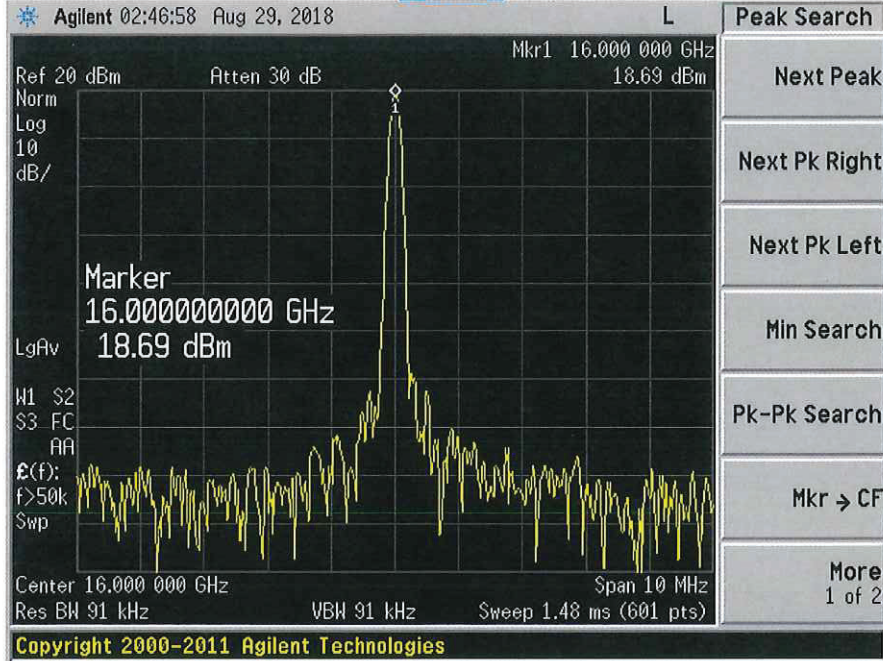 Agilent 02:46:58 Aug 29, 2018 L Peak Search
Mkr1 16.000 000 GHz
Ref 20 dBm Atten 30 dB 18.69 dBm
Norm
Log
10
dB/
1
Marker
16.000000000 GHz
18.69 dBm
LgAv
W1 S2
S3 FC
AA
£(f):
f>50k
Swp
Center 16.000 000 GHz Span 10 MHz
Res BW 91 kHz VBW 91 kHz Sweep 1.48 ms (601 pts)
Copyright 2000-2011 Agilent Technologies
Next Peak
Next Pk Right
Next Pk Left
Min Search
Pk-Pk Search
Mkr → CF
More
1 of 2